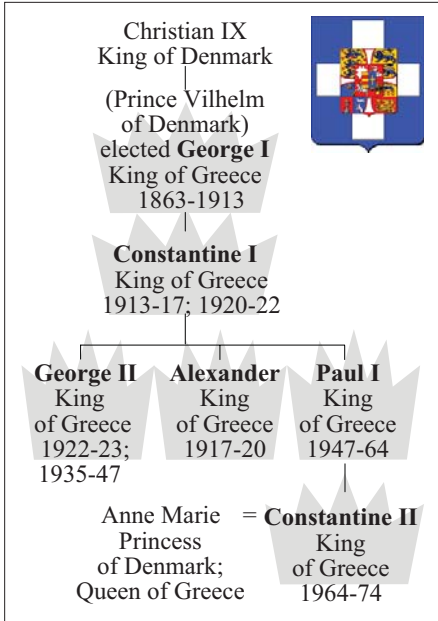 Christian IX
King of Denmark
(Prince Vilhelm
of Denmark)
elected George I
King of Greece
1863-1913
Constantine I
King of Greece
1913-17; 1920-22
George II
King
of Greece
1922-23;
1935-47
Alexander
King
of Greece
1917-20
Paul I
King
of Greece
1947-64
Anne Marie
Princess
of Denmark;
Queen of Greece
=
Constantine II
King
of Greece
1964-74